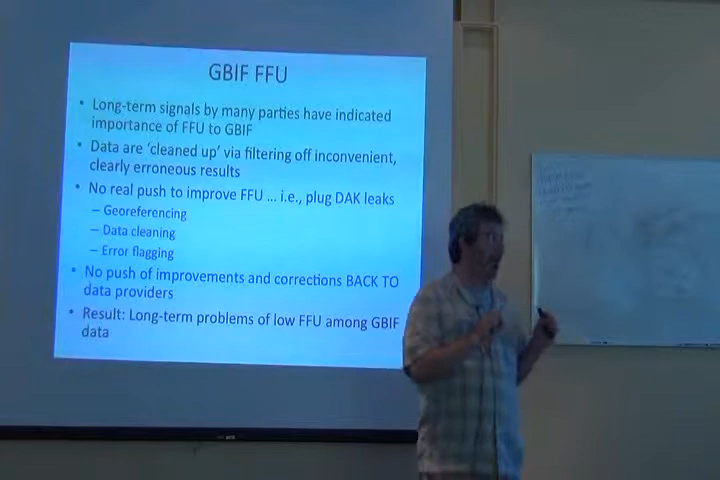 GBIF FFU
• Long-term signals by many parties have indicated
importance of FFU to GBIF
• Data are 'cleaned up' via filtering off inconvenient,
clearly erroneous results
• No real push to improve FFU ... i.e., plug DAK leaks
– Georeferencing
– Data cleaning
– Error flagging
• No push of improvements and corrections BACK TO
data providers
• Result: Long-term problems of low FFU among GBIF
data